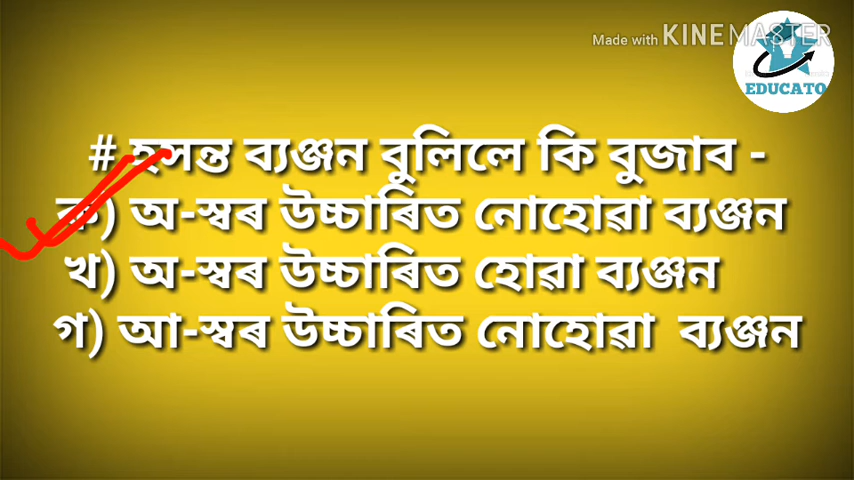 Made with KINEMASTER
EDUCATO
# হসন্ত ব্যঞ্জন বুলিলে কি বুজাব -
ক) অ-স্বৰ উচ্চাৰিত নোহোৱা ব্যঞ্জন
খ) অ-স্বৰ উচ্চাৰিত হোৱা ব্যঞ্জন
গ) আ-স্বৰ উচ্চাৰিত নোহোৱা ব্যঞ্জন